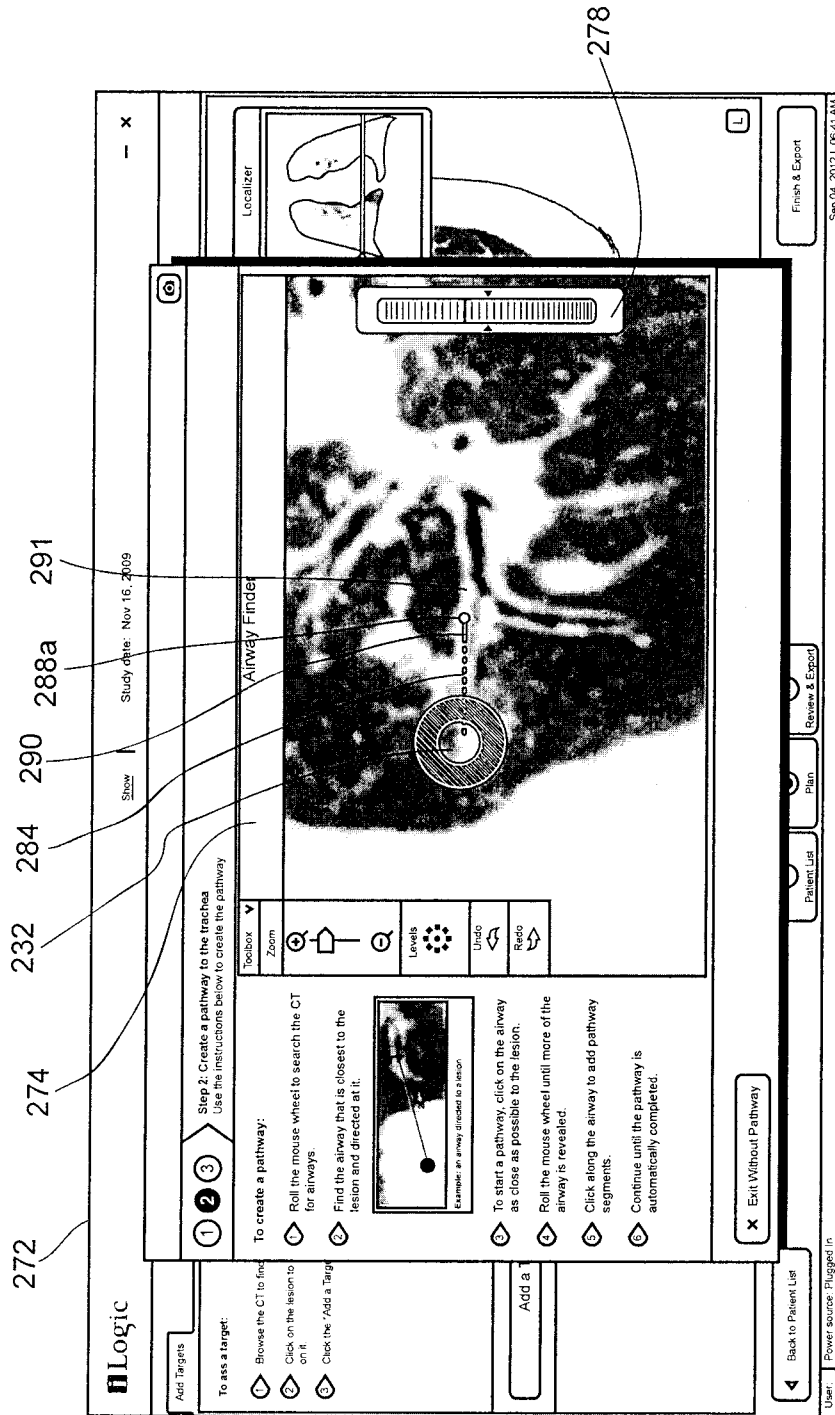 272
274
232
284
290
288a
291
278
iLogic
Show
Study date: Nov 16, 2009
– ×
Add Targets
To ass a target:
1 Browse the CT to find
2 Click on the lesion to
on it.
3 Click the "Add a Targe
Add a T
1 2 3
Step 2: Create a pathway to the trachea
Use the instructions below to create the pathway
To create a pathway:
1 Roll the mouse wheel to search the CT
for airways.
2 Find the airway that is closest to the
lesion and directed at it.
Example: an airway directed to a lesion
3 To start a pathway, click on the airway
as close as possible to the lesion.
4 Roll the mouse wheel until more of the
airway is revealed.
5 Click along the airway to add pathway
segments.
6 Continue until the pathway is
automatically completed.
× Exit Without Pathway
Toolbox
Zoom
Levels
Undo
Redo
Airway Finder
Localizer
L
Back to Patient List
Patient List
Plan
Review & Export
Finish & Export
User:
Power source: Plugged In
Sep 04, 2012 | 06:41 AM